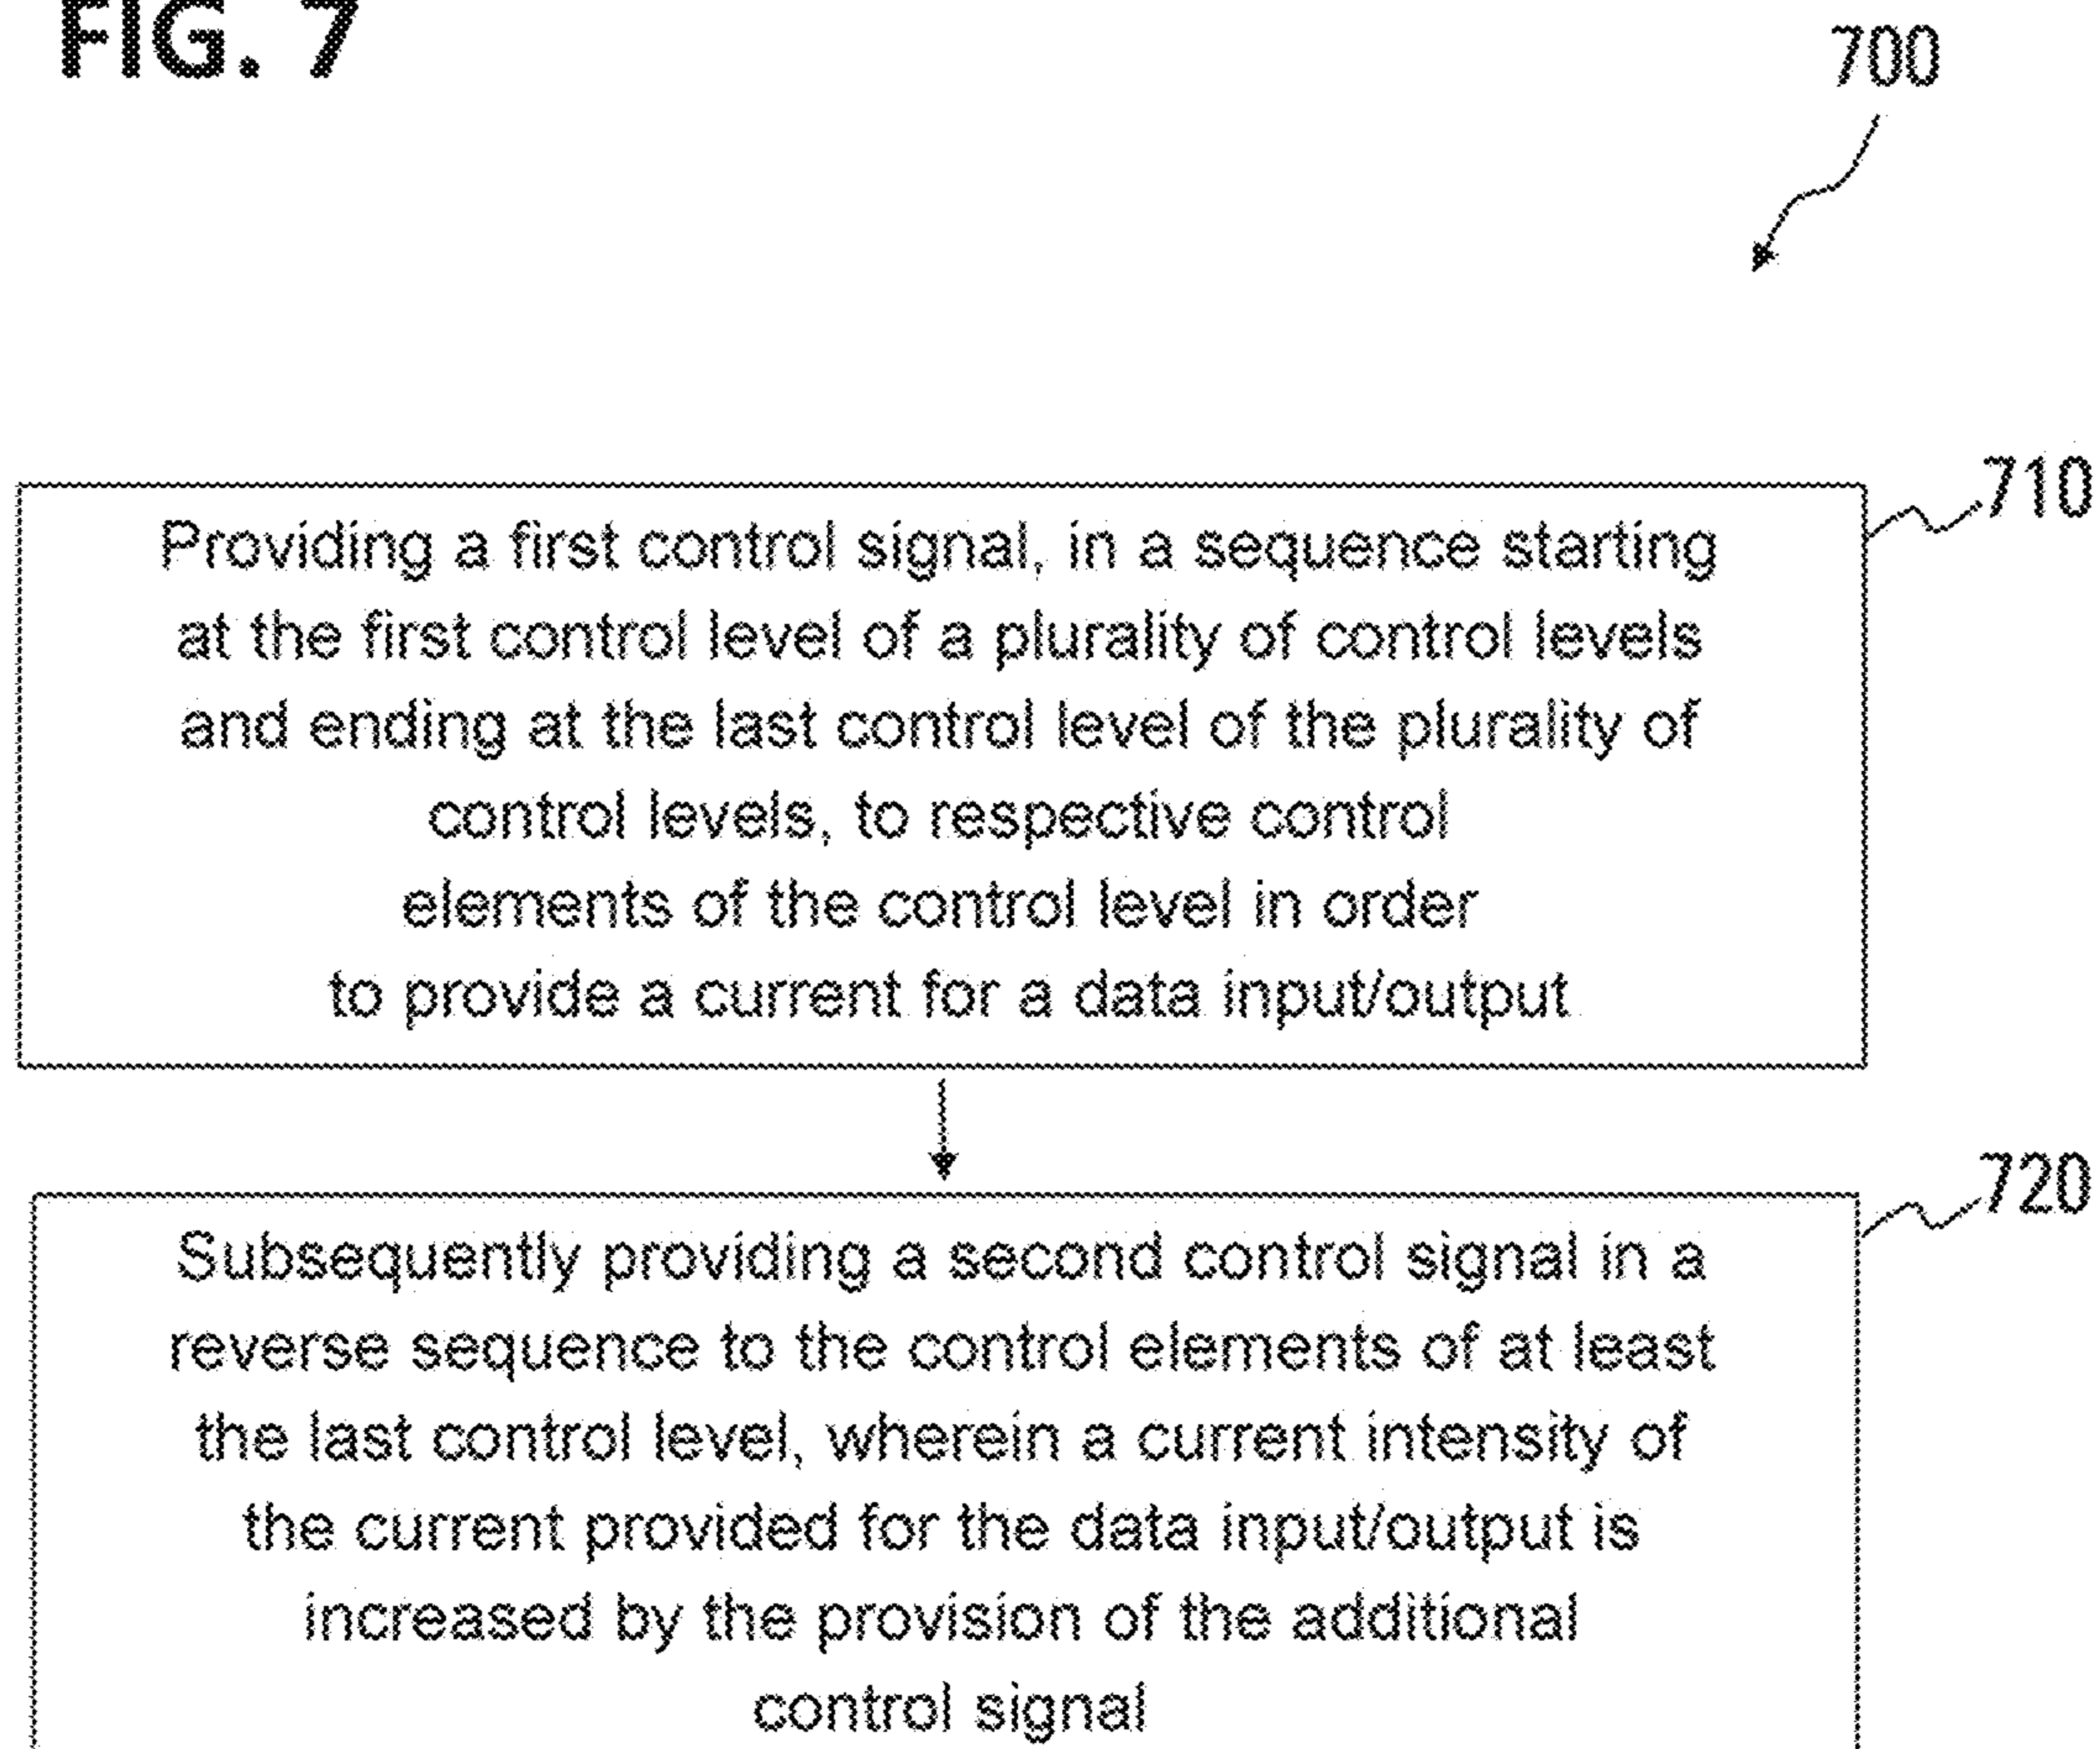 FIG. 7
700
710
Providing a first control signal, in a sequence starting
at the first control level of a plurality of control levels
and ending at the last control level of the plurality of
control levels, to respective control
elements of the control level in order
to provide a current for a data input/output
720
Subsequently providing a second control signal in a
reverse sequence to the control elements of at least
the last control level, wherein a current intensity of
the current provided for the data input/output is
increased by the provision of the additional
control signal